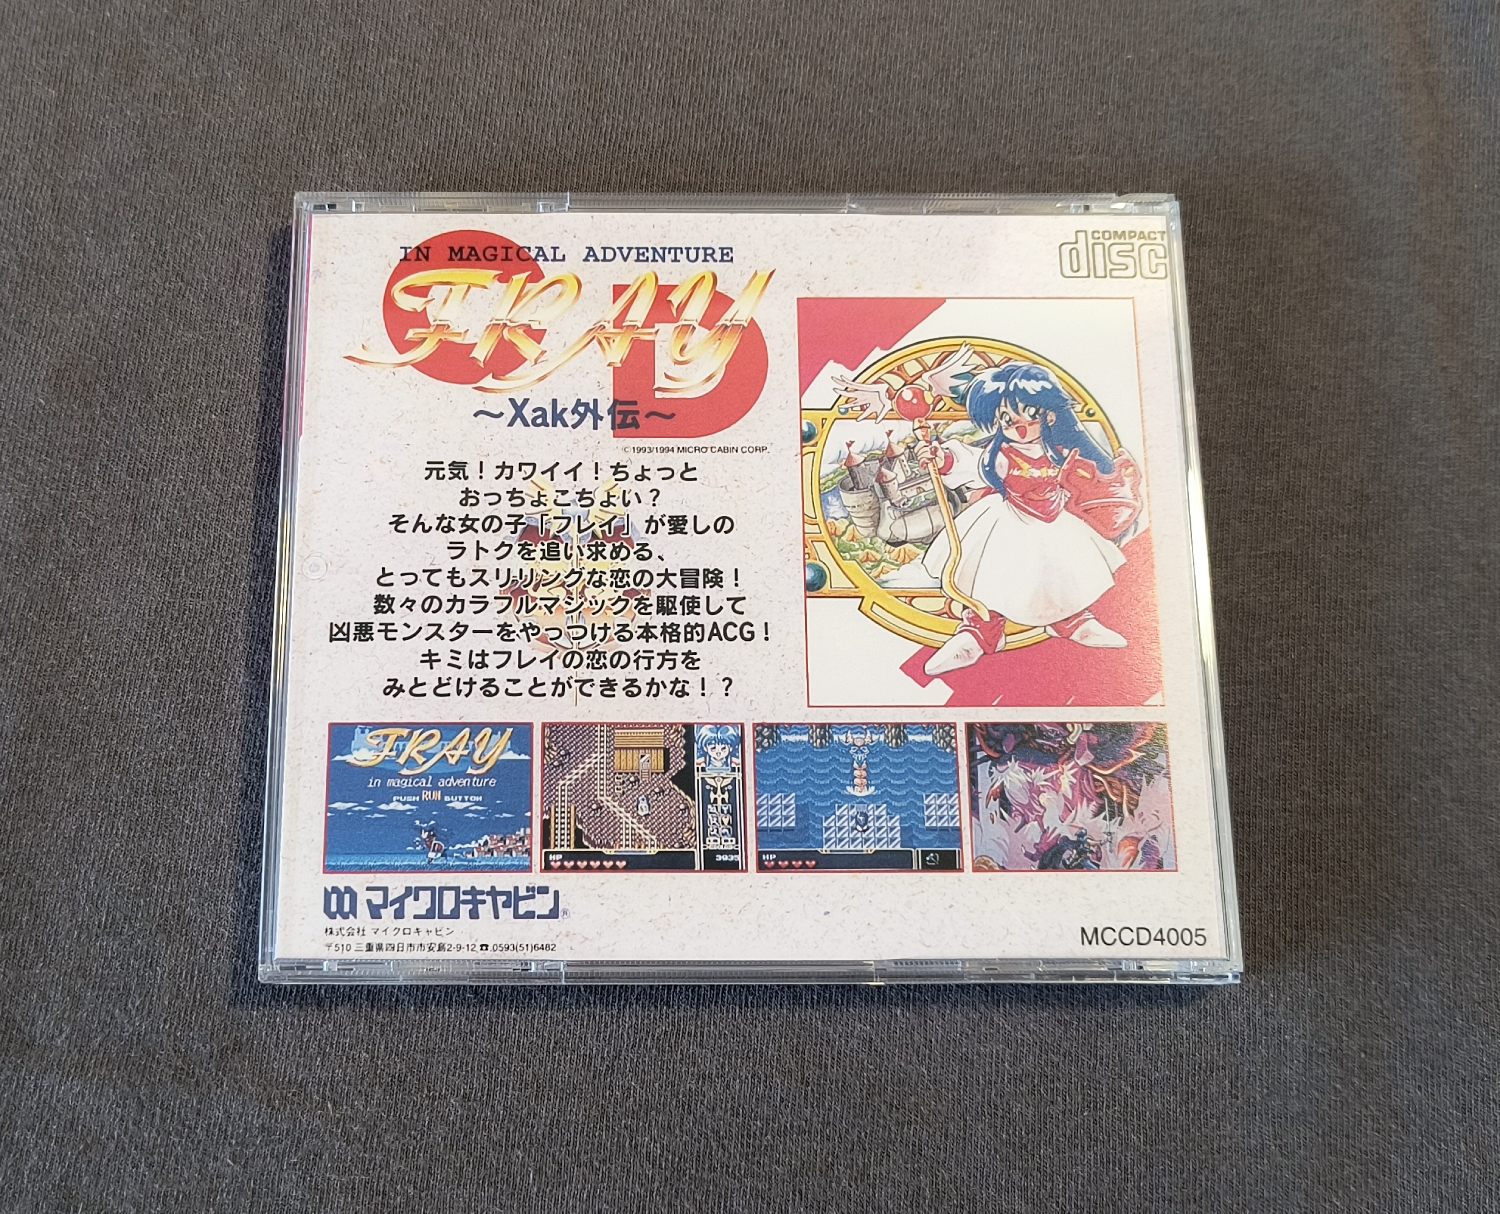 IN MAGICAL ADVENTURE
FRAY
CD
～Xak外伝～
©1993/1994 MICRO CABIN CORP.
COMPACT
disc
元気！カワイイ！ちょっと
おっちょこちょい？
そんな女の子「フレイ」が愛しの
ラトクを追い求める、
とってもスリリングな恋の大冒険！
数々のカラフルマジックを駆使して
凶悪モンスターをやっつける本格的ACG！
キミはフレイの恋の行方を
みとどけることができるかな！？
FRAY
in magical adventure
PUSH RUN BUTTON
HP
3935
HP
マイクロキャビン®
株式会社 マイクロキャビン
〒510 三重県四日市市安島2-9-12 ☎.0593(51)6482
MCCD4005